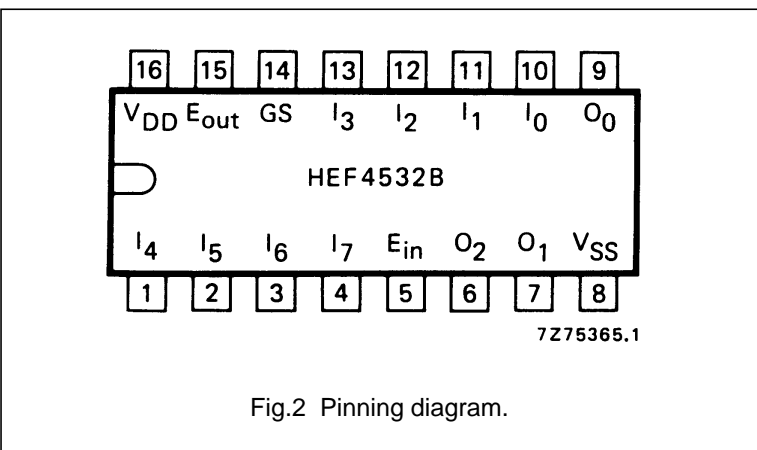 16 15 14 13 12 11 10 9
VDD Eout GS I3 I2 I1 I0 O0
HEF4532B
I4 I5 I6 I7 Ein O2 O1 VSS
1 2 3 4 5 6 7 8
7Z75365.1
Fig.2 Pinning diagram.